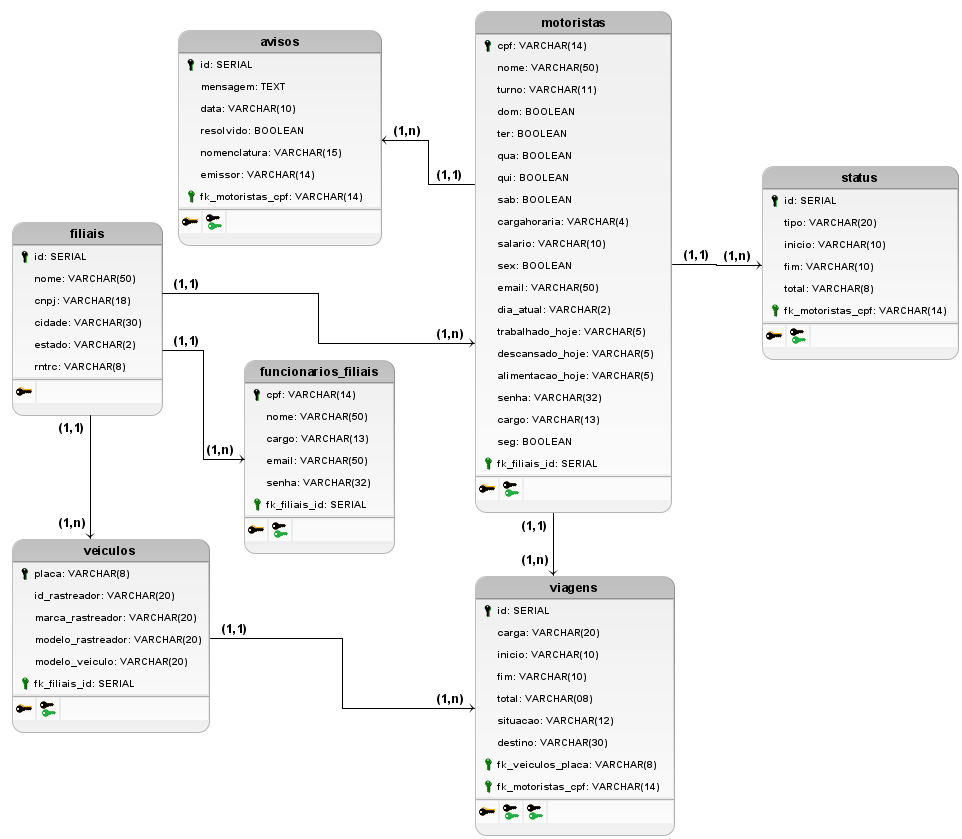 motoristas
cpf: VARCHAR(14)
nome: VARCHAR(50)
turno: VARCHAR(11)
dom: BOOLEAN
ter: BOOLEAN
qua: BOOLEAN
qui: BOOLEAN
sab: BOOLEAN
cargahoraria: VARCHAR(4)
salario: VARCHAR(10)
sex: BOOLEAN
email: VARCHAR(50)
dia_atual: VARCHAR(2)
trabalhado_hoje: VARCHAR(5)
descansado_hoje: VARCHAR(5)
alimentacao_hoje: VARCHAR(5)
senha: VARCHAR(32)
cargo: VARCHAR(13)
seg: BOOLEAN
fk_filiais_id: SERIAL
avisos
id: SERIAL
mensagem: TEXT
data: VARCHAR(10)
resolvido: BOOLEAN
nomenclatura: VARCHAR(15)
emissor: VARCHAR(14)
fk_motoristas_cpf: VARCHAR(14)
(1,n)
(1,1)
status
id: SERIAL
tipo: VARCHAR(20)
inicio: VARCHAR(10)
fim: VARCHAR(10)
total: VARCHAR(8)
fk_motoristas_cpf: VARCHAR(14)
(1,1)
(1,n)
filiais
id: SERIAL
nome: VARCHAR(50)
cnpj: VARCHAR(18)
cidade: VARCHAR(30)
estado: VARCHAR(2)
rntrc: VARCHAR(8)
(1,1)
(1,n)
(1,1)
(1,n)
(1,1)
(1,n)
funcionarios_filiais
cpf: VARCHAR(14)
nome: VARCHAR(50)
cargo: VARCHAR(13)
email: VARCHAR(50)
senha: VARCHAR(32)
fk_filiais_id: SERIAL
veiculos
placa: VARCHAR(8)
id_rastreador: VARCHAR(20)
marca_rastreador: VARCHAR(20)
modelo_rastreador: VARCHAR(20)
modelo_veiculo: VARCHAR(20)
fk_filiais_id: SERIAL
(1,1)
(1,n)
(1,1)
(1,n)
viagens
id: SERIAL
carga: VARCHAR(20)
inicio: VARCHAR(10)
fim: VARCHAR(10)
total: VARCHAR(08)
situacao: VARCHAR(12)
destino: VARCHAR(30)
fk_veiculos_placa: VARCHAR(8)
fk_motoristas_cpf: VARCHAR(14)